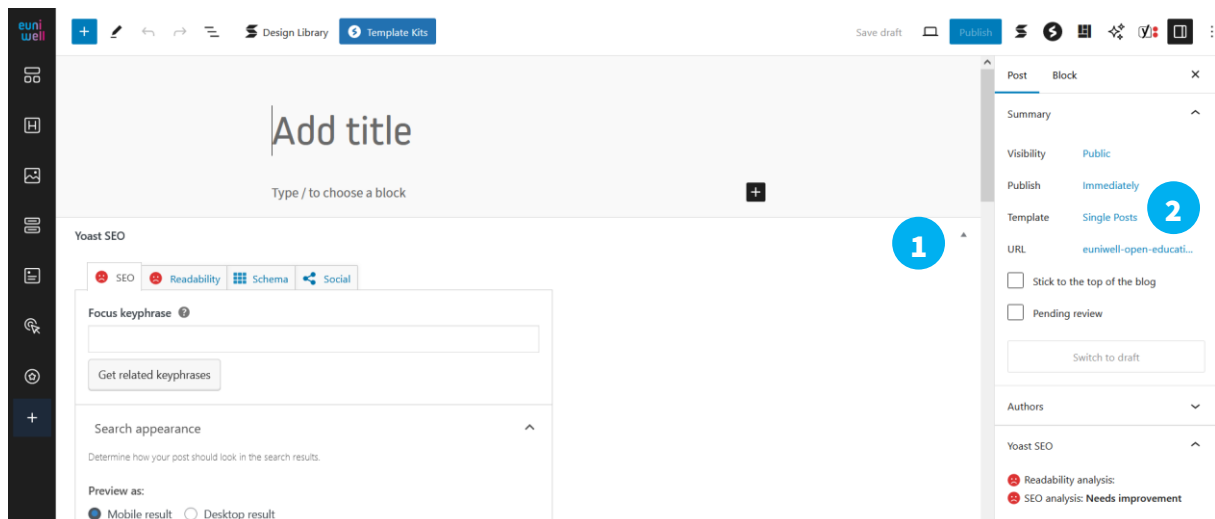 euni
well
Design Library
Template Kits
Save draft
Publish
Add title
Type / to choose a block
1
Yoast SEO
SEO
Readability
Schema
Social
Focus keyphrase
Get related keyphrases
Search appearance
Determine how your post should look in the search results.
Preview as:
Mobile result
Desktop result
Post
Block
Summary
Visibility
Public
Publish
Immediately
Template
Single Posts
2
URL
euniwell-open-educati...
Stick to the top of the blog
Pending review
Switch to draft
Authors
Yoast SEO
Readability analysis:
SEO analysis: Needs improvement